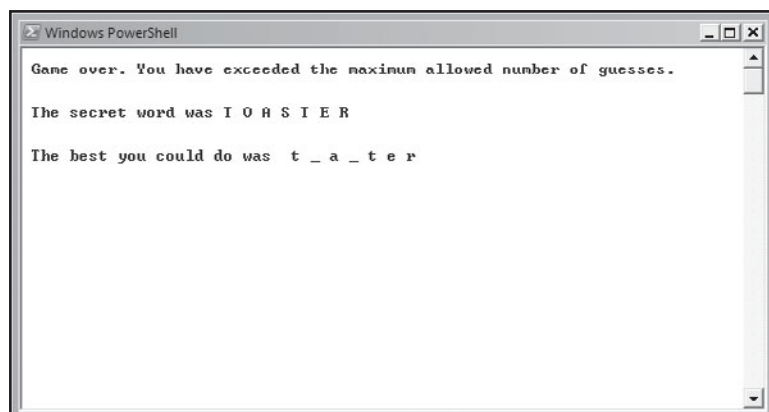 Windows PowerShell
Game over. You have exceeded the maximum allowed number of guesses.
The secret word was T O A S T E R
The best you could do was t _ a _ t e r